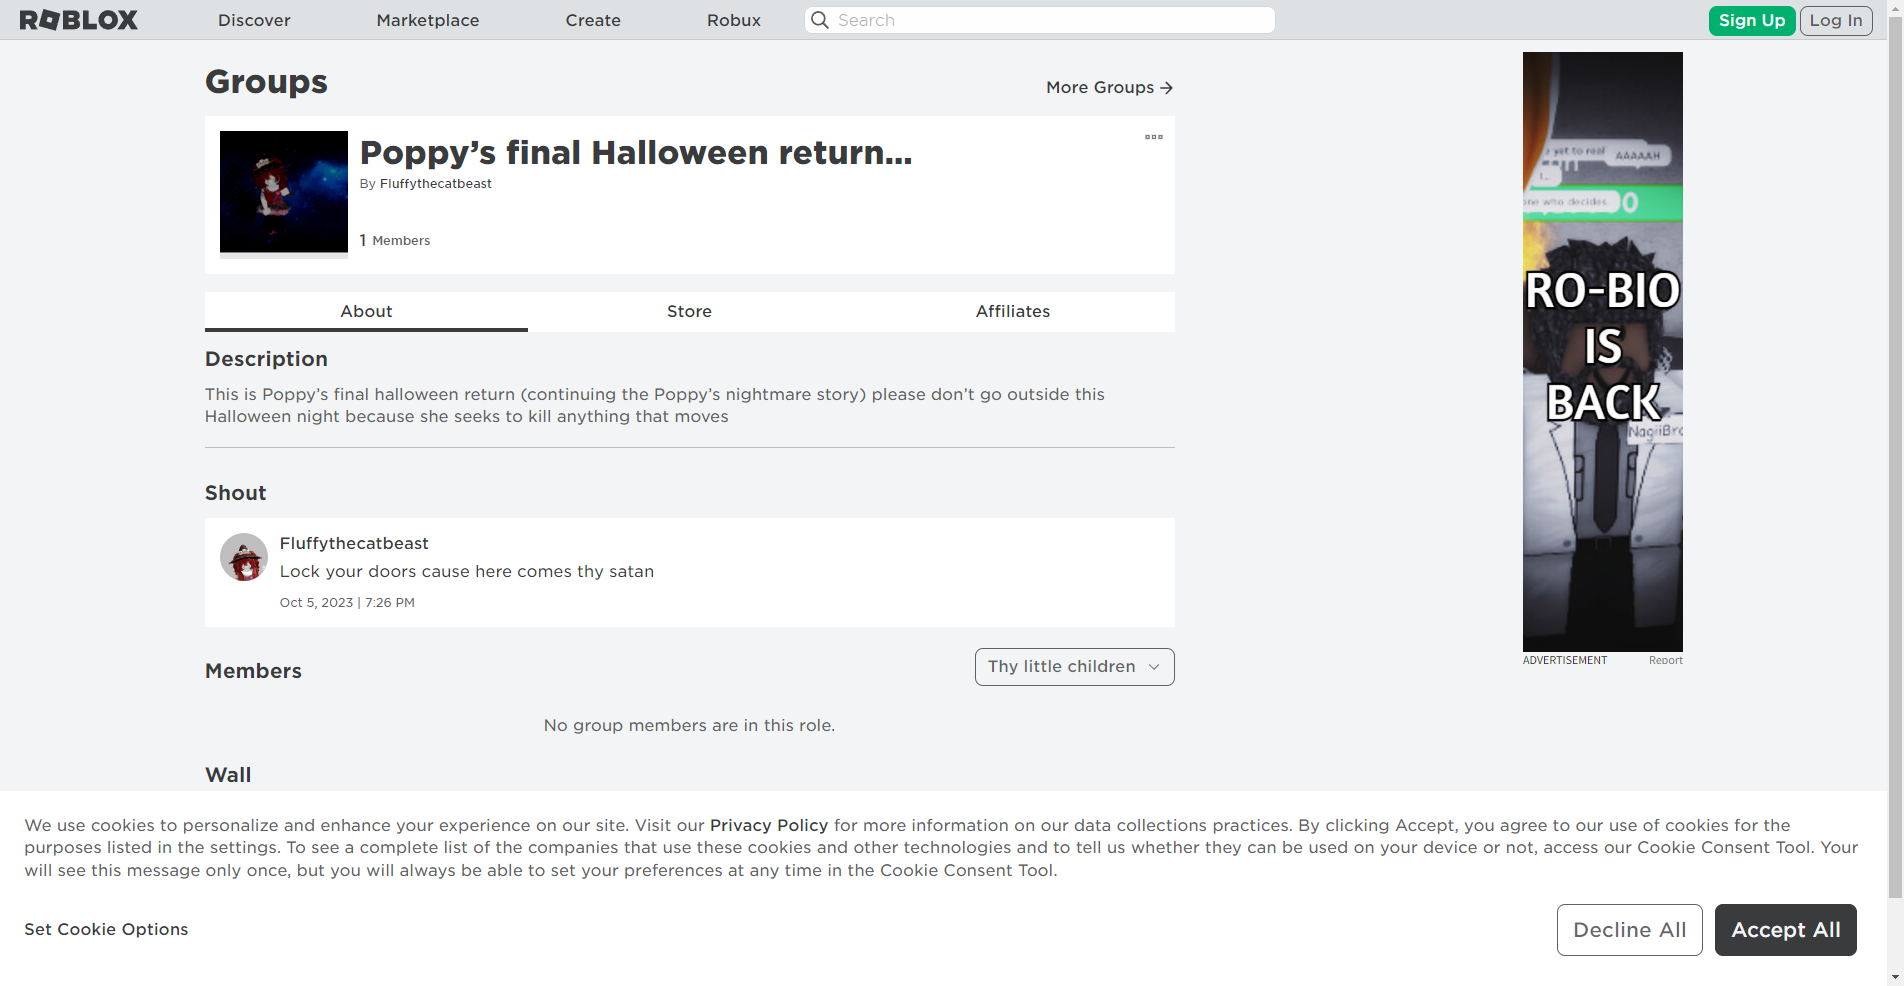 ROBLOX
Discover
Marketplace
Create
Robux
Search
Sign Up
Log In
Groups
More Groups
Poppy’s final Halloween return...
By Fluffythecatbeast
1 Members
About
Store
Affiliates
Description
This is Poppy’s final halloween return (continuing the Poppy’s nightmare story) please don’t go outside this
Halloween night because she seeks to kill anything that moves
Shout
Fluffythecatbeast
Lock your doors cause here comes thy satan
Oct 5, 2023 | 7:26 PM
Members
Thy little children
No group members are in this role.
Wall
yet to real
AAAAAH
one who decides.
RO-BIO
IS
BACK
NagiiBro
ADVERTISEMENT
Report
We use cookies to personalize and enhance your experience on our site. Visit our Privacy Policy for more information on our data collections practices. By clicking Accept, you agree to our use of cookies for the
purposes listed in the settings. To see a complete list of the companies that use these cookies and other technologies and to tell us whether they can be used on your device or not, access our Cookie Consent Tool. Your
will see this message only once, but you will always be able to set your preferences at any time in the Cookie Consent Tool.
Set Cookie Options
Decline All
Accept All